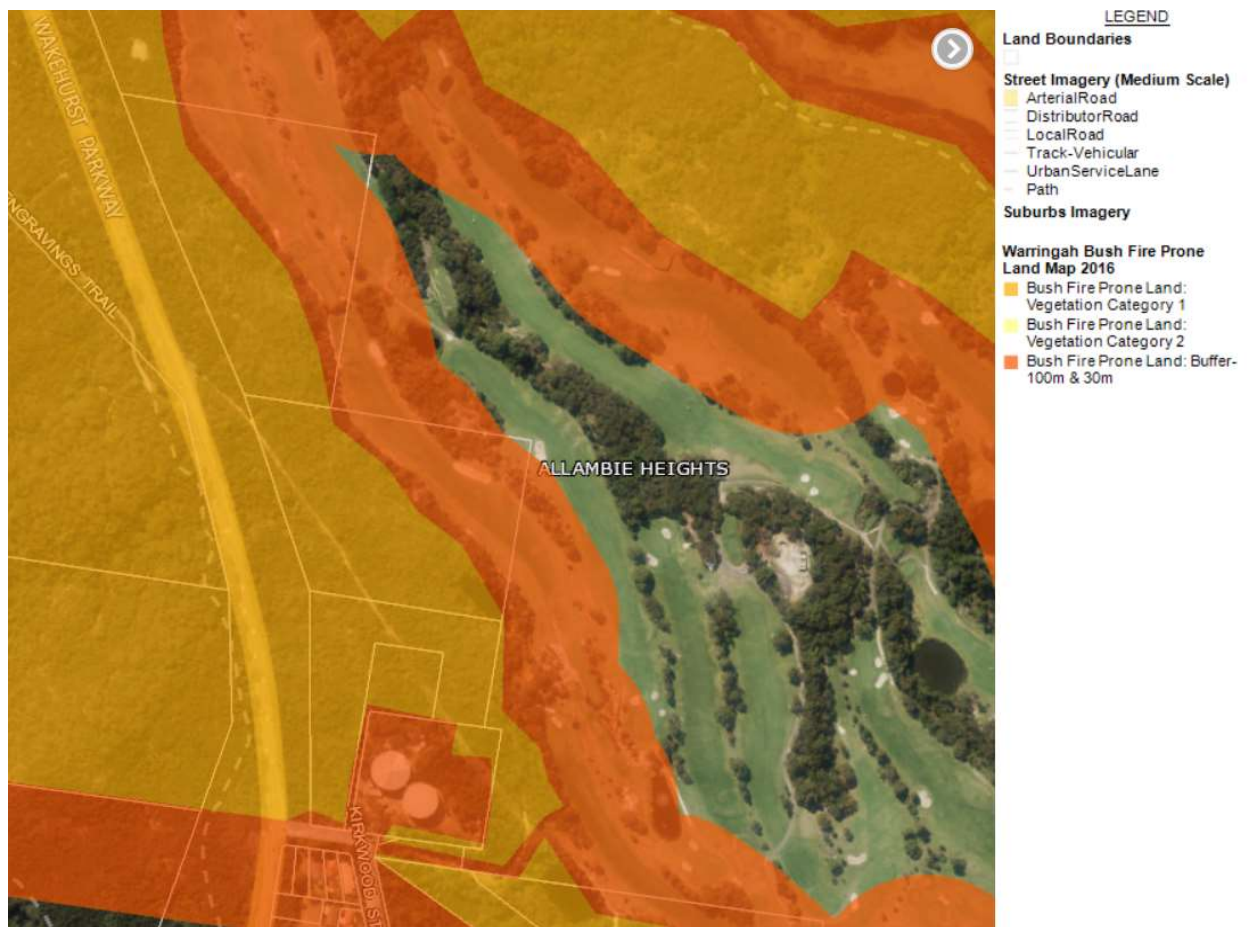 WAKEHURST PARKWAY
ENGRAVINGS TRAIL
ALLAMBIE HEIGHTS
KIRKWOOD ST
LEGEND
Land Boundaries
Street Imagery (Medium Scale)
ArterialRoad
DistributorRoad
LocalRoad
Track-Vehicular
UrbanServiceLane
Path
Suburbs Imagery
Warringah Bush Fire Prone
Land Map 2016
Bush Fire Prone Land:
Vegetation Category 1
Bush Fire Prone Land:
Vegetation Category 2
Bush Fire Prone Land: Buffer-
100m & 30m